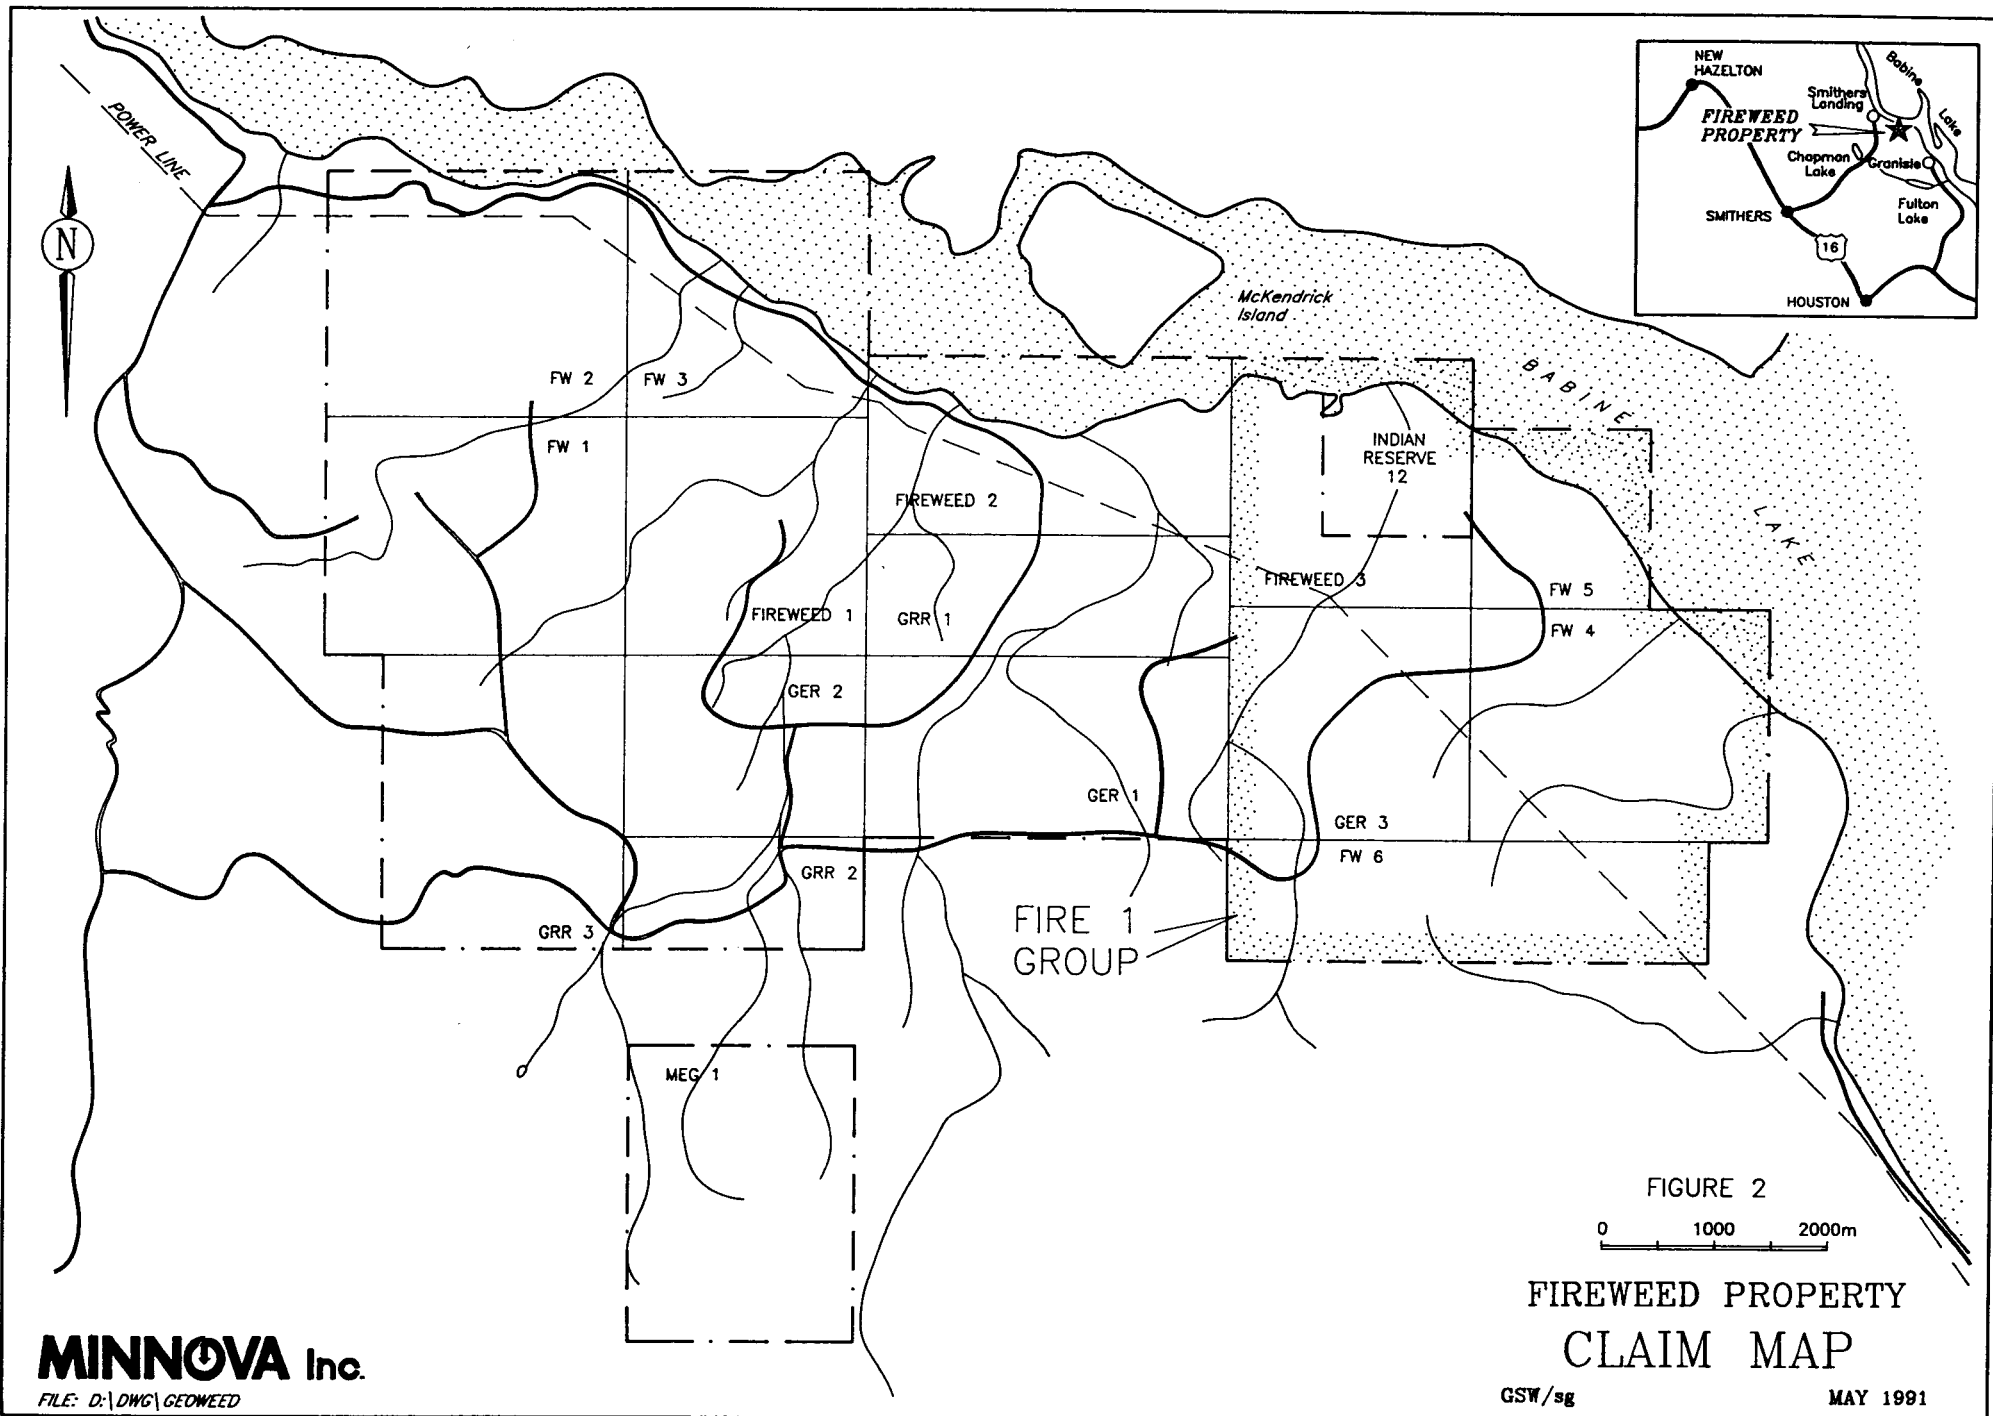 POWER LINE
N
NEW
HAZELTON
Smithers
Landing
Babine
Lake
FIREWEED
PROPERTY
Chapman
Lake
Granisle
SMITHERS
Fulton
Lake
16
HOUSTON
McKendrick
Island
BABINE
LAKE
FW 2
FW 3
FW 1
INDIAN
RESERVE
12
FIREWEED 2
FIREWEED 3
FW 5
FIREWEED 1
GRR 1
FW 4
GER 2
GER 1
GER 3
FW 6
GRR 2
GRR 3
FIRE 1
GROUP
MEG 1
FIGURE 2
0 1000 2000m
FIREWEED PROPERTY
CLAIM MAP
GSW/sg MAY 1991
MINNOVA Inc.
FILE: D:\DWG\GEOWEED